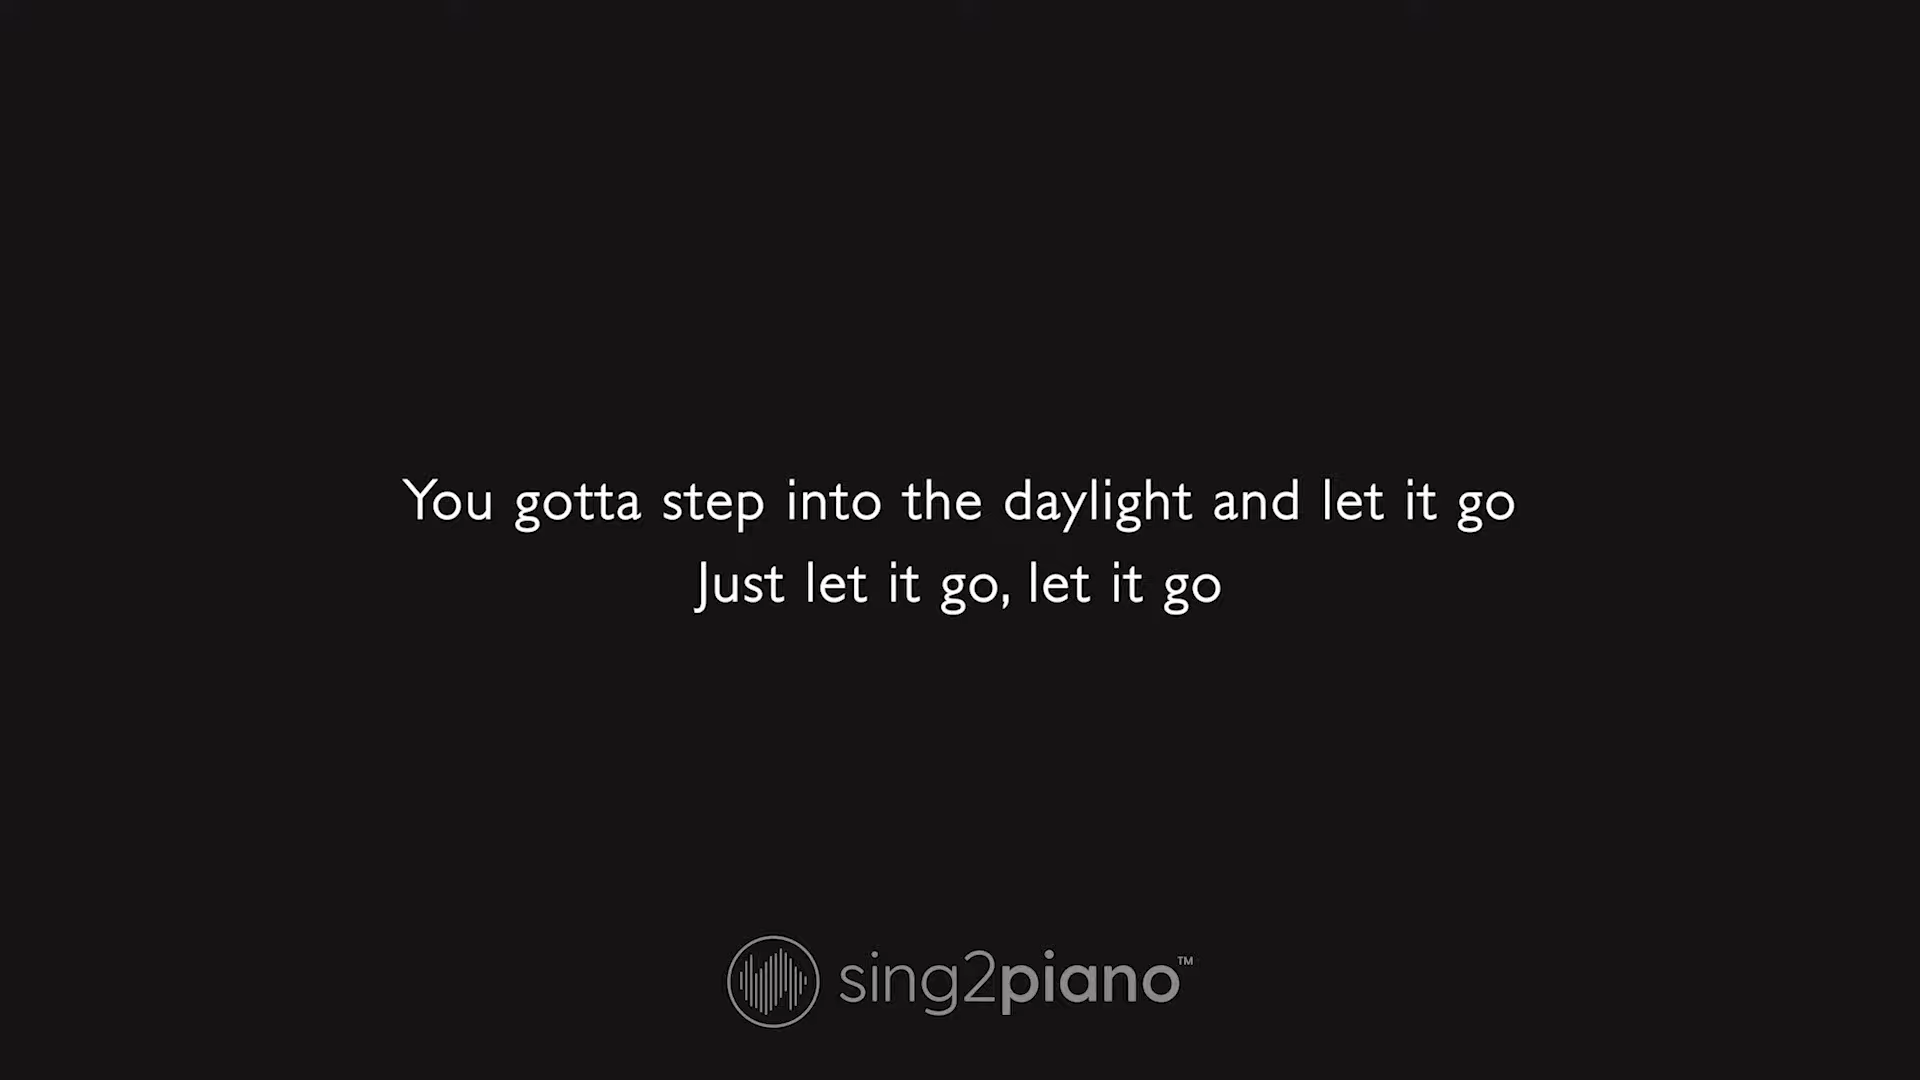 You gotta step into the daylight and let it go
Just let it go, let it go
sing2piano™